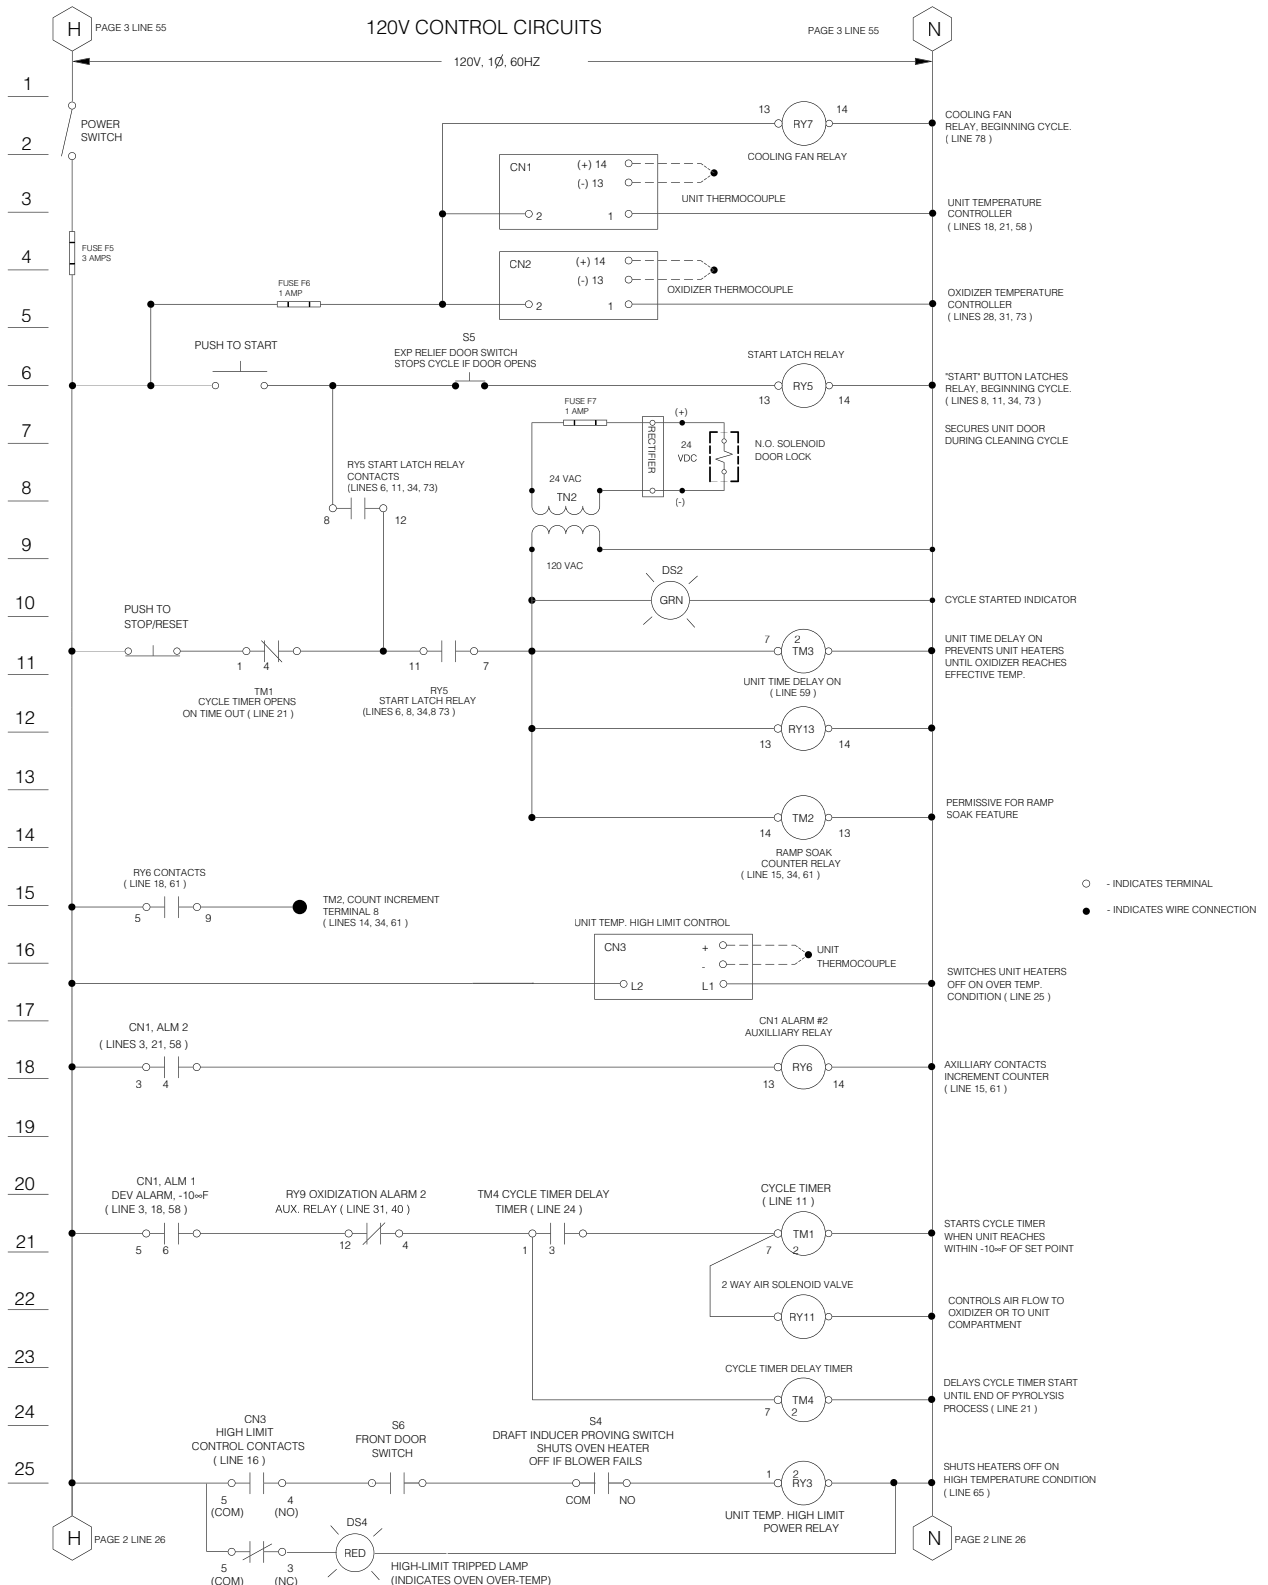 H
PAGE 3 LINE 55
120V CONTROL CIRCUITS
PAGE 3 LINE 55
N
120V, 1Ø, 60HZ
1
POWER
SWITCH
13
RY7
14
COOLING FAN RELAY
COOLING FAN
RELAY, BEGINNING CYCLE.
( LINE 78 )
2
CN1
(+) 14
(-) 13
UNIT THERMOCOUPLE
2
1
UNIT TEMPERATURE
CONTROLLER
( LINES 18, 21, 58 )
3
FUSE F5
3 AMPS
4
CN2
(+) 14
(-) 13
OXIDIZER THERMOCOUPLE
2
1
FUSE F6
1 AMP
OXIDIZER TEMPERATURE
CONTROLLER
( LINES 28, 31, 73 )
5
PUSH TO START
S5
EXP RELIEF DOOR SWITCH
STOPS CYCLE IF DOOR OPENS
START LATCH RELAY
RY5
13
14
6
"START" BUTTON LATCHES
RELAY, BEGINNING CYCLE.
( LINES 8, 11, 34, 73 )
7
FUSE F7
1 AMP
RECTIFIER
(+)
24
VDC
(-)
N.O. SOLENOID
DOOR LOCK
SECURES UNIT DOOR
DURING CLEANING CYCLE
RY5 START LATCH RELAY
CONTACTS
(LINES 6, 11, 34, 73)
24 VAC
TN2
8
8
12
9
120 VAC
DS2
GRN
10
CYCLE STARTED INDICATOR
PUSH TO
STOP/RESET
1
4
TM1
CYCLE TIMER OPENS
ON TIME OUT ( LINE 21 )
11
7
RY5
START LATCH RELAY
(LINES 6, 8, 34,8 73 )
7
2
TM3
UNIT TIME DELAY ON
( LINE 59 )
11
UNIT TIME DELAY ON
PREVENTS UNIT HEATERS
UNTIL OXIDIZER REACHES
EFFECTIVE TEMP.
12
RY13
13
14
13
TM2
14
13
RAMP SOAK
COUNTER RELAY
( LINE 15, 34, 61 )
PERMISSIVE FOR RAMP
SOAK FEATURE
14
RY6 CONTACTS
( LINE 18, 61 )
5
9
TM2, COUNT INCREMENT
TERMINAL 8
( LINES 14, 34, 61 )
15
- INDICATES TERMINAL
- INDICATES WIRE CONNECTION
UNIT TEMP. HIGH LIMIT CONTROL
16
CN3
+
-
UNIT
THERMOCOUPLE
L2
L1
SWITCHES UNIT HEATERS
OFF ON OVER TEMP.
CONDITION ( LINE 25 )
17
CN1, ALM 2
( LINES 3, 21, 58 )
3
4
CN1 ALARM #2
AUXILLIARY RELAY
RY6
13
14
18
AXILLIARY CONTACTS
INCREMENT COUNTER
( LINE 15, 61 )
19
20
CN1, ALM 1
DEV ALARM, -10∞F
( LINE 3, 18, 58 )
5
6
RY9 OXIDIZATION ALARM 2
AUX. RELAY ( LINE 31, 40 )
12
4
TM4 CYCLE TIMER DELAY
TIMER ( LINE 24 )
1
3
CYCLE TIMER
( LINE 11 )
TM1
7
2
21
STARTS CYCLE TIMER
WHEN UNIT REACHES
WITHIN -10∞F OF SET POINT
22
2 WAY AIR SOLENOID VALVE
RY11
CONTROLS AIR FLOW TO
OXIDIZER OR TO UNIT
COMPARTMENT
23
CYCLE TIMER DELAY TIMER
TM4
7
2
DELAYS CYCLE TIMER START
UNTIL END OF PYROLYSIS
PROCESS ( LINE 21 )
24
CN3
HIGH LIMIT
CONTROL CONTACTS
( LINE 16 )
5
(COM)
4
(NO)
S6
FRONT DOOR
SWITCH
S4
DRAFT INDUCER PROVING SWITCH
SHUTS OVEN HEATER
OFF IF BLOWER FAILS
COM
NO
1
2
RY3
UNIT TEMP. HIGH LIMIT
POWER RELAY
25
SHUTS HEATERS OFF ON
HIGH TEMPERATURE CONDITION
( LINE 65 )
H
PAGE 2 LINE 26
N
PAGE 2 LINE 26
DS4
RED
5
(COM)
3
(NC)
HIGH-LIMIT TRIPPED LAMP
(INDICATES OVEN OVER-TEMP)